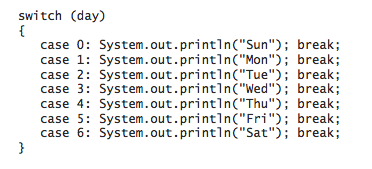 switch (day)
{
case 0: System.out.println("Sun"); break;
case 1: System.out.println("Mon"); break;
case 2: System.out.println("Tue"); break;
case 3: System.out.println("Wed"); break;
case 4: System.out.println("Thu"); break;
case 5: System.out.println("Fri"); break;
case 6: System.out.println("Sat"); break;
}